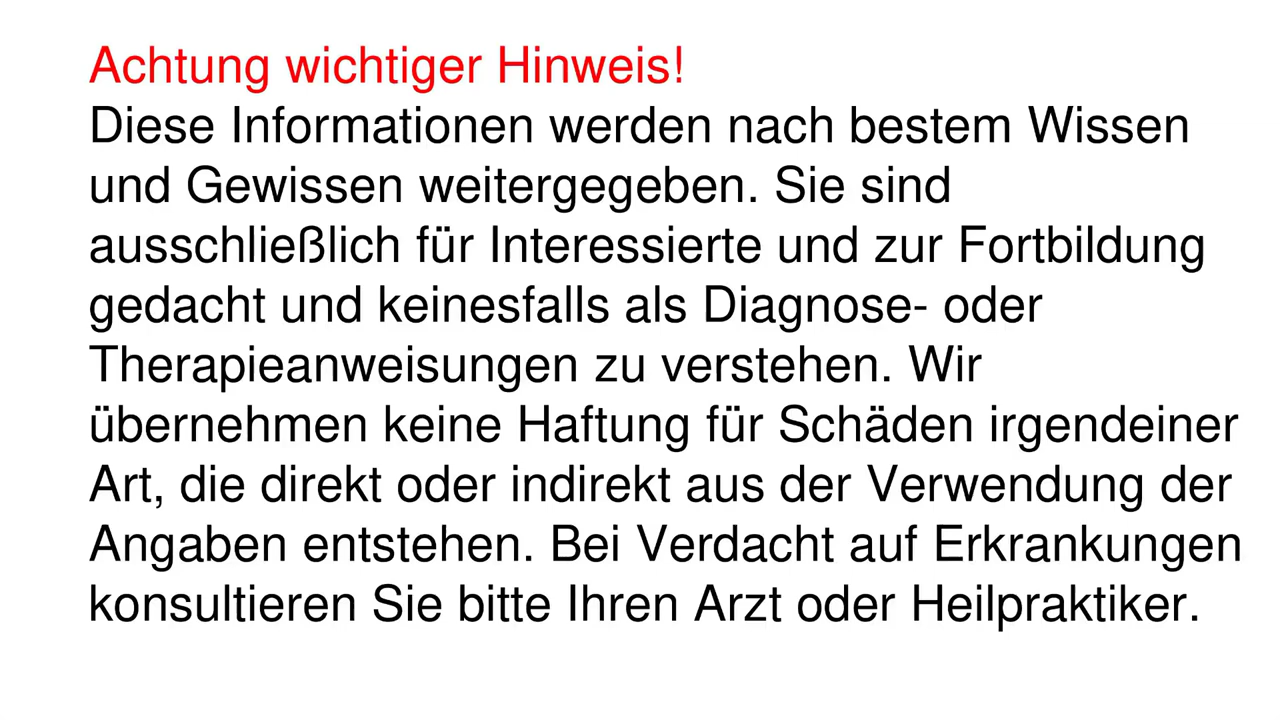 Achtung wichtiger Hinweis!
Diese Informationen werden nach bestem Wissen
und Gewissen weitergegeben. Sie sind
ausschließlich für Interessierte und zur Fortbildung
gedacht und keinesfalls als Diagnose- oder
Therapieanweisungen zu verstehen. Wir
übernehmen keine Haftung für Schäden irgendeiner
Art, die direkt oder indirekt aus der Verwendung der
Angaben entstehen. Bei Verdacht auf Erkrankungen
konsultieren Sie bitte Ihren Arzt oder Heilpraktiker.